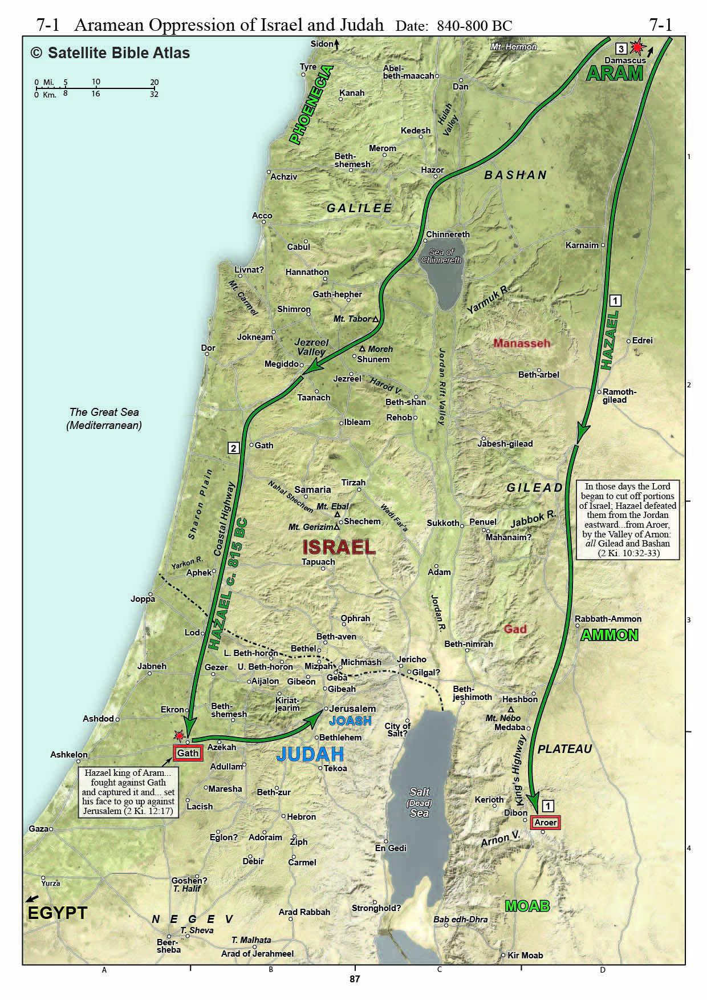 7-1 Aramean Oppression of Israel and Judah Date: 840-800 BC 7-1
© Satellite Bible Atlas
0 Mi. 5 10 20
0 Km. 8 16 32
Sidon
Mt. Hermon
3
Damascus
ARAM
Tyre
Abel-
beth-maacah
Dan
PHOENECIA
Kanah
Hulah
Valley
Kedesh
Merom
Beth-
shemesh
Hazor
Achziv
BASHAN
1
GALILEE
Acco
Chinnereth
Cabul
Sea of
Chinnereth
Karnaim
Livnat?
Hannathon
Mt. Carmel
Gath-hepher
Yarmuk R.
1
HAZAEL
Shimron
Mt. Tabor
Jokneam
Jezreel
Valley
Moreh
Manasseh
Edrei
Dor
Megiddo
Shunem
Jordan Rift Valley
Jezreel
Harod V.
Beth-arbel
2
Taanach
Beth-shan
Ramoth-
gilead
The Great Sea
(Mediterranean)
Ibleam
Rehob
2
Gath
Jabesh-gilead
Sharon Plain
Coastal Highway
Nahal Shechem
Samaria
Tirzah
GILEAD
In those days the Lord
began to cut off portions
of Israel; Hazael defeated
them from the Jordan
eastward...from Aroer,
by the Valley of Arnon:
all Gilead and Bashan
(2 Ki. 10:32-33)
Mt. Ebal
Wadi Far'a
Mt. Gerizim
Shechem
Sukkoth
Penuel
Jabbok R.
Mahanaim?
HAZAEL c. 815 BC
ISRAEL
Yarkon R.
Tapuach
Aphek
Adam
Joppa
Jordan R.
Ophrah
Rabbath-Ammon
3
Lod
Gad
AMMON
Beth-aven
Bethel
Beth-nimrah
L. Beth-horon
Jabneh
Gezer
U. Beth-horon
Mizpah
Michmash
Jericho
Gilgal?
Aijalon
Gibeon
Geba
Gibeah
Kiriat-
jearim
Beth-
jeshimoth
Heshbon
Ekron
Beth-
shemesh
Jerusalem
JOASH
Mt. Nebo
Ashdod
City of
Salt?
Medaba
Bethlehem
Gath
Azekah
JUDAH
PLATEAU
Ashkelon
Adullam
Tekoa
King's Highway
Hazael king of Aram...
fought against Gath
and captured it and... set
his face to go up against
Jerusalem (2 Ki. 12:17)
Maresha
Beth-zur
Salt
(Dead)
Sea
Kerioth
1
Lacish
Dibon
Aroer
Hebron
Gaza
Eglon?
Adoraim
Ziph
Arnon V.
En Gedi
4
Debir
Carmel
Yurza
Goshen?
T. Halif
EGYPT
Stronghold?
MOAB
NEGEV
Arad Rabbah
Bab edh-Dhra
T. Sheva
Beer-
sheba
T. Malhata
Arad of Jerahmeel
Kir Moab
A B C D
87